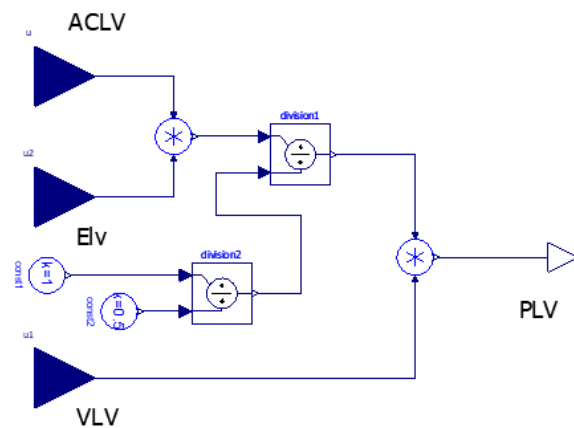 ACLV
u
division1
u2
Elv
division2
k=1
const1
k=0.5
const2
u1
PLV
VLV